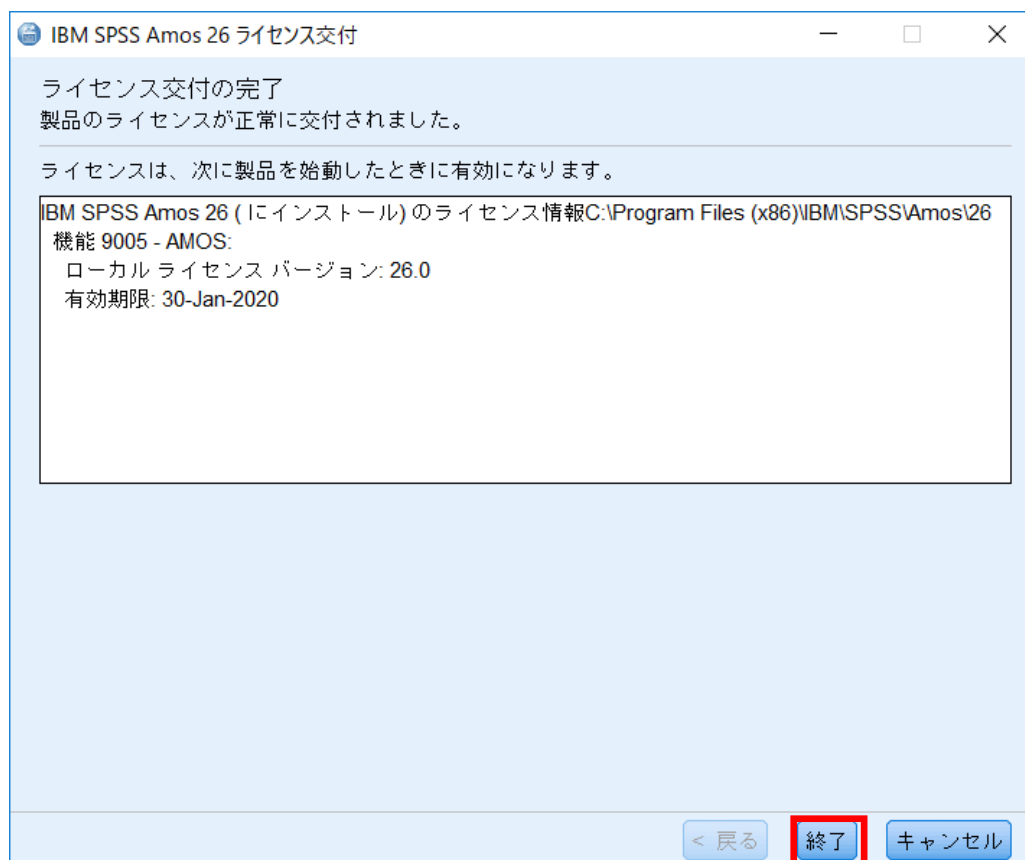 IBM SPSS Amos 26 ライセンス交付
ライセンス交付の完了
製品のライセンスが正常に交付されました。
ライセンスは、次に製品を始動したときに有効になります。
IBM SPSS Amos 26 ( にインストール) のライセンス情報C:\Program Files (x86)\IBM\SPSS\Amos\26
機能 9005 - AMOS:
ローカル ライセンス バージョン: 26.0
有効期限: 30-Jan-2020
< 戻る 終了 キャンセル